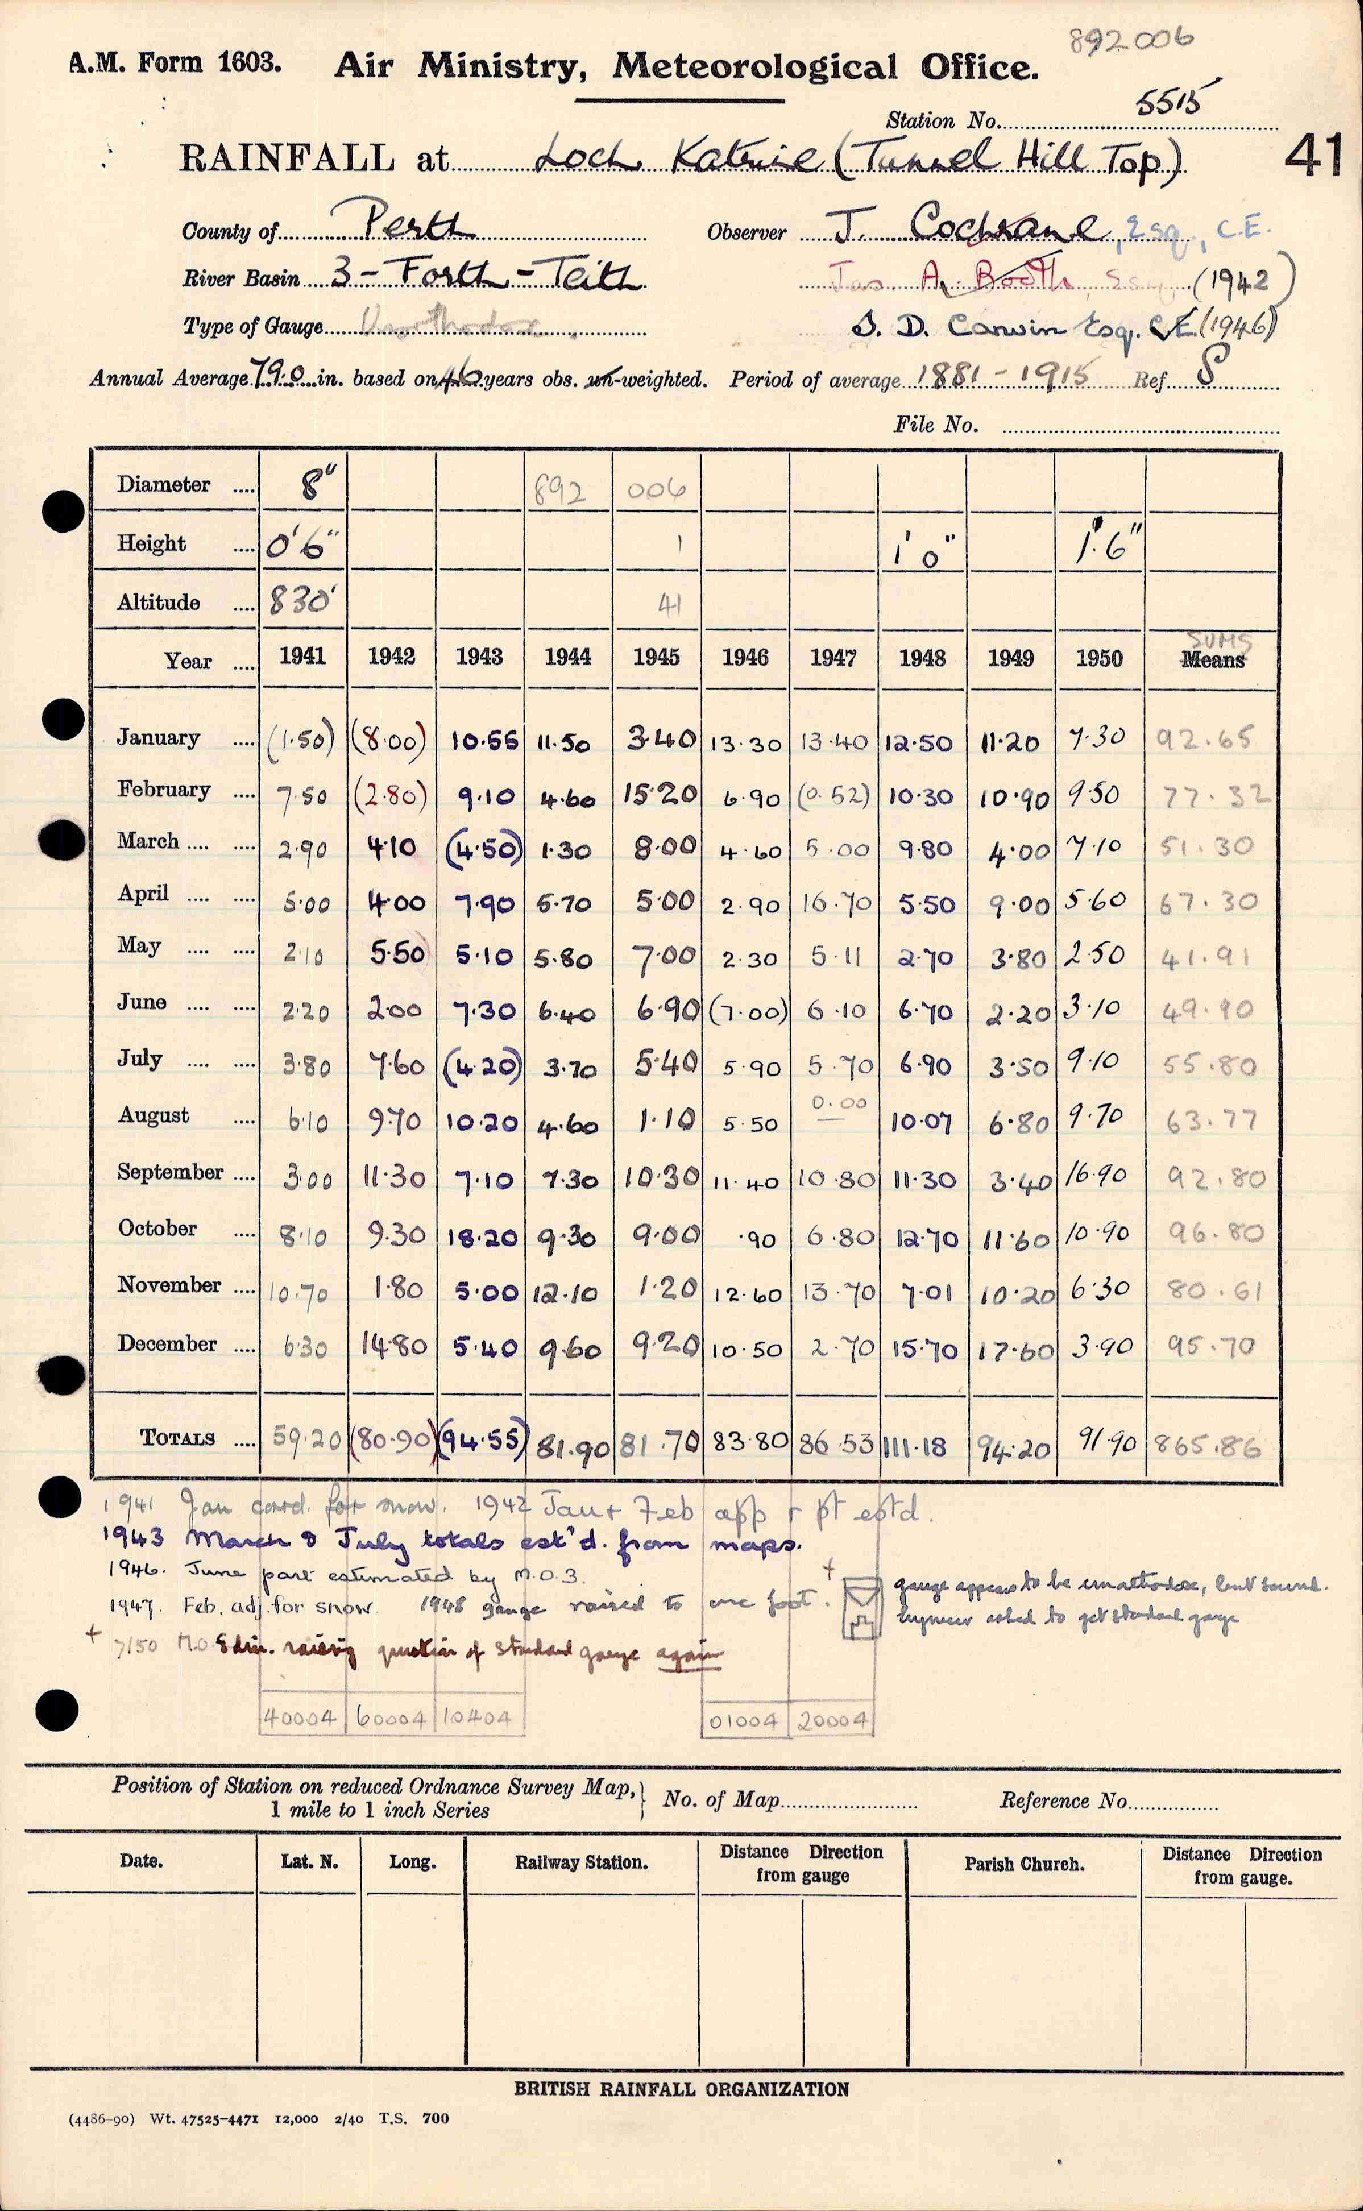 892006
A.M. Form 1603. Air Ministry, Meteorological Office.
Station No. 5515
RAINFALL at Loch Katrine (Tunnel Hill Top) 41
County of Perth Observer J. Cochrane, Esq., C.E.
River Basin 3 - Forth - Teith Jas A. Booth, Esq. (1942)
Type of Gauge Unorthodox. D. Carwin Esq. C.E. (1946)
Annual Average 79.0 in. based on 46 years obs. un-weighted. Period of average 1881 - 1915 Ref. S
File No.
Diameter .... 8" 892 006
Height .... 0'6" 1 1'0" 1'.6"
Altitude .... 830' 41
Year .... 1941 1942 1943 1944 1945 1946 1947 1948 1949 1950 SUMS Means
January .... (1.50) (8.00) 10.55 11.50 3.40 13.30 13.40 12.50 11.20 7.30 92.65
February .... 7.50 (2.80) 9.10 4.60 15.20 6.90 (0.52) 10.30 10.90 9.50 77.32
March .... .... 2.90 4.10 (4.50) 1.30 8.00 4.60 5.00 9.80 4.00 7.10 51.30
April .... .... 5.00 4.00 7.90 5.70 5.00 2.90 16.70 5.50 9.00 5.60 67.30
May .... .... 2.10 5.50 5.10 5.80 7.00 2.30 5.11 2.70 3.80 2.50 41.91
June .... .... 2.20 2.00 7.30 6.40 6.90 (7.00) 6.10 6.70 2.20 3.10 49.90
July .... .... 3.80 7.60 (4.20) 3.70 5.40 5.90 5.70 6.90 3.50 9.10 55.80
August .... 6.10 9.70 10.20 4.60 1.10 5.50 0.00 10.07 6.80 9.70 63.77
September .... 3.00 11.30 7.10 7.30 10.30 11.40 10.80 11.30 3.40 16.90 92.80
October .... 8.10 9.30 18.20 9.30 9.00 .90 6.80 12.70 11.60 10.90 96.80
November .... 10.70 1.80 5.00 12.10 1.20 12.60 13.70 7.01 10.20 6.30 80.61
December .... 6.30 14.80 5.40 9.60 9.20 10.50 2.70 15.70 17.60 3.90 95.70
TOTALS .... 59.20 (80.90) (94.55) 81.90 81.70 83.80 86.53 111.18 94.20 91.90 865.86
1941 Jan corrd. for snow. 1942 Jan + Feb app r pt estd.
1943 March & July totals est'd. from maps.
1946. June part estimated by M.O.3.
1947. Feb. adj. for snow. 1948 gauge raised to one foot. + gauge appears to be unorthodox, but sound.
Engineer asked to get standard gauge
+ 7/50 M.O. Edin. raising question of standard gauge again
40004 60004 10404 01004 20004
Position of Station on reduced Ordnance Survey Map, } No. of Map Reference No.
1 mile to 1 inch Series
Date. Lat. N. Long. Railway Station. Distance Direction from gauge Parish Church. Distance Direction from gauge.
BRITISH RAINFALL ORGANIZATION
(4486-90) Wt. 47525-4471 12,000 2/40 T.S. 700